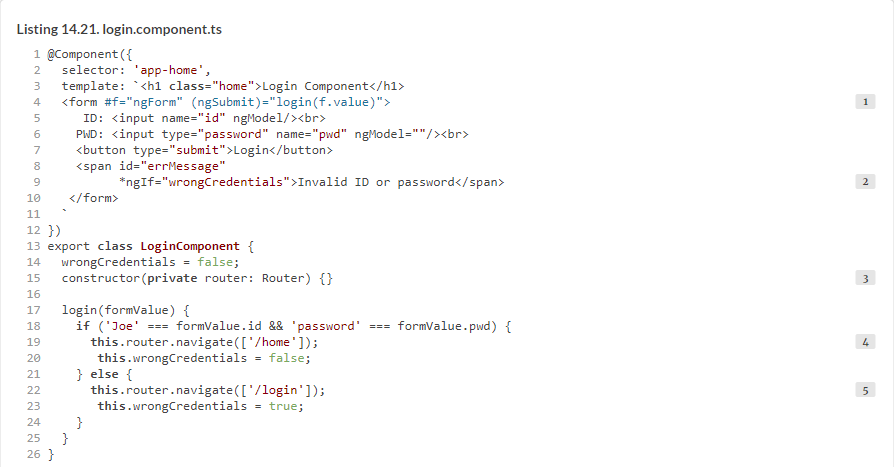 Listing 14.21. login.component.ts
1 @Component({
2   selector: 'app-home',
3   template: `<h1 class="home">Login Component</h1>
4   <form #f="ngForm" (ngSubmit)="login(f.value)"> 1
5      ID: <input name="id" ngModel/><br>
6     PWD: <input type="password" name="pwd" ngModel=""/><br>
7     <button type="submit">Login</button>
8     <span id="errMessage"
9           *ngIf="wrongCredentials">Invalid ID or password</span> 2
10    </form>
11   `
12 })
13 export class LoginComponent {
14   wrongCredentials = false;
15   constructor(private router: Router) {} 3
16
17   login(formValue) {
18     if ('Joe' === formValue.id && 'password' === formValue.pwd) {
19       this.router.navigate(['/home']); 4
20        this.wrongCredentials = false;
21     } else {
22       this.router.navigate(['/login']); 5
23        this.wrongCredentials = true;
24     }
25   }
26 }